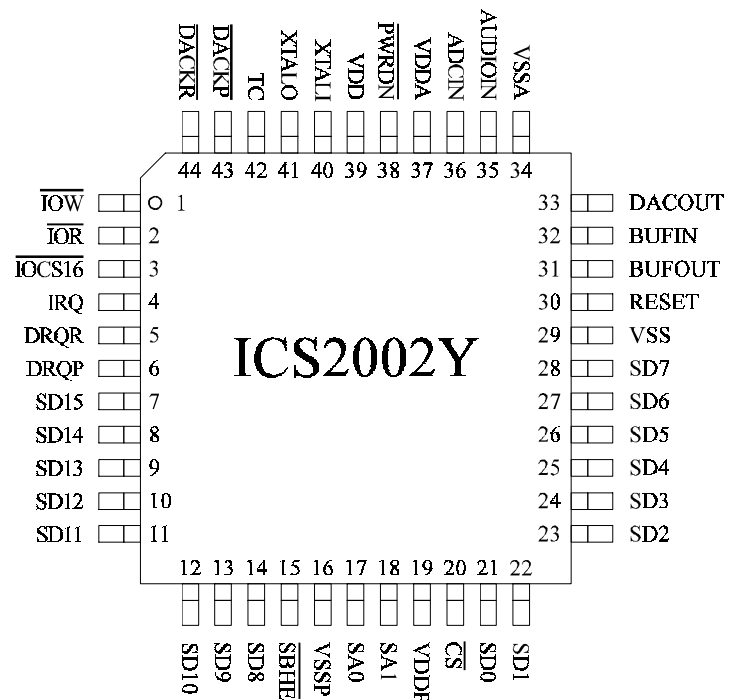 DACKR
DACKP
TC
XTALO
XTALI
VDD
PWRDN
VDDA
ADCIN
AUDIOIN
VSSA
44 43 42 41 40 39 38 37 36 35 34
IOW 1 33 DACOUT
IOR 2 32 BUFIN
IOCS16 3 31 BUFOUT
IRQ 4 30 RESET
DRQR 5 29 VSS
DRQP 6 28 SD7
ICS2002Y
SD15 7 27 SD6
SD14 8 26 SD5
SD13 9 25 SD4
SD12 10 24 SD3
SD11 11 23 SD2
12 13 14 15 16 17 18 19 20 21 22
SD10
SD9
SD8
SBHE
VSSP
SA0
SA1
CS
SD0
SD1